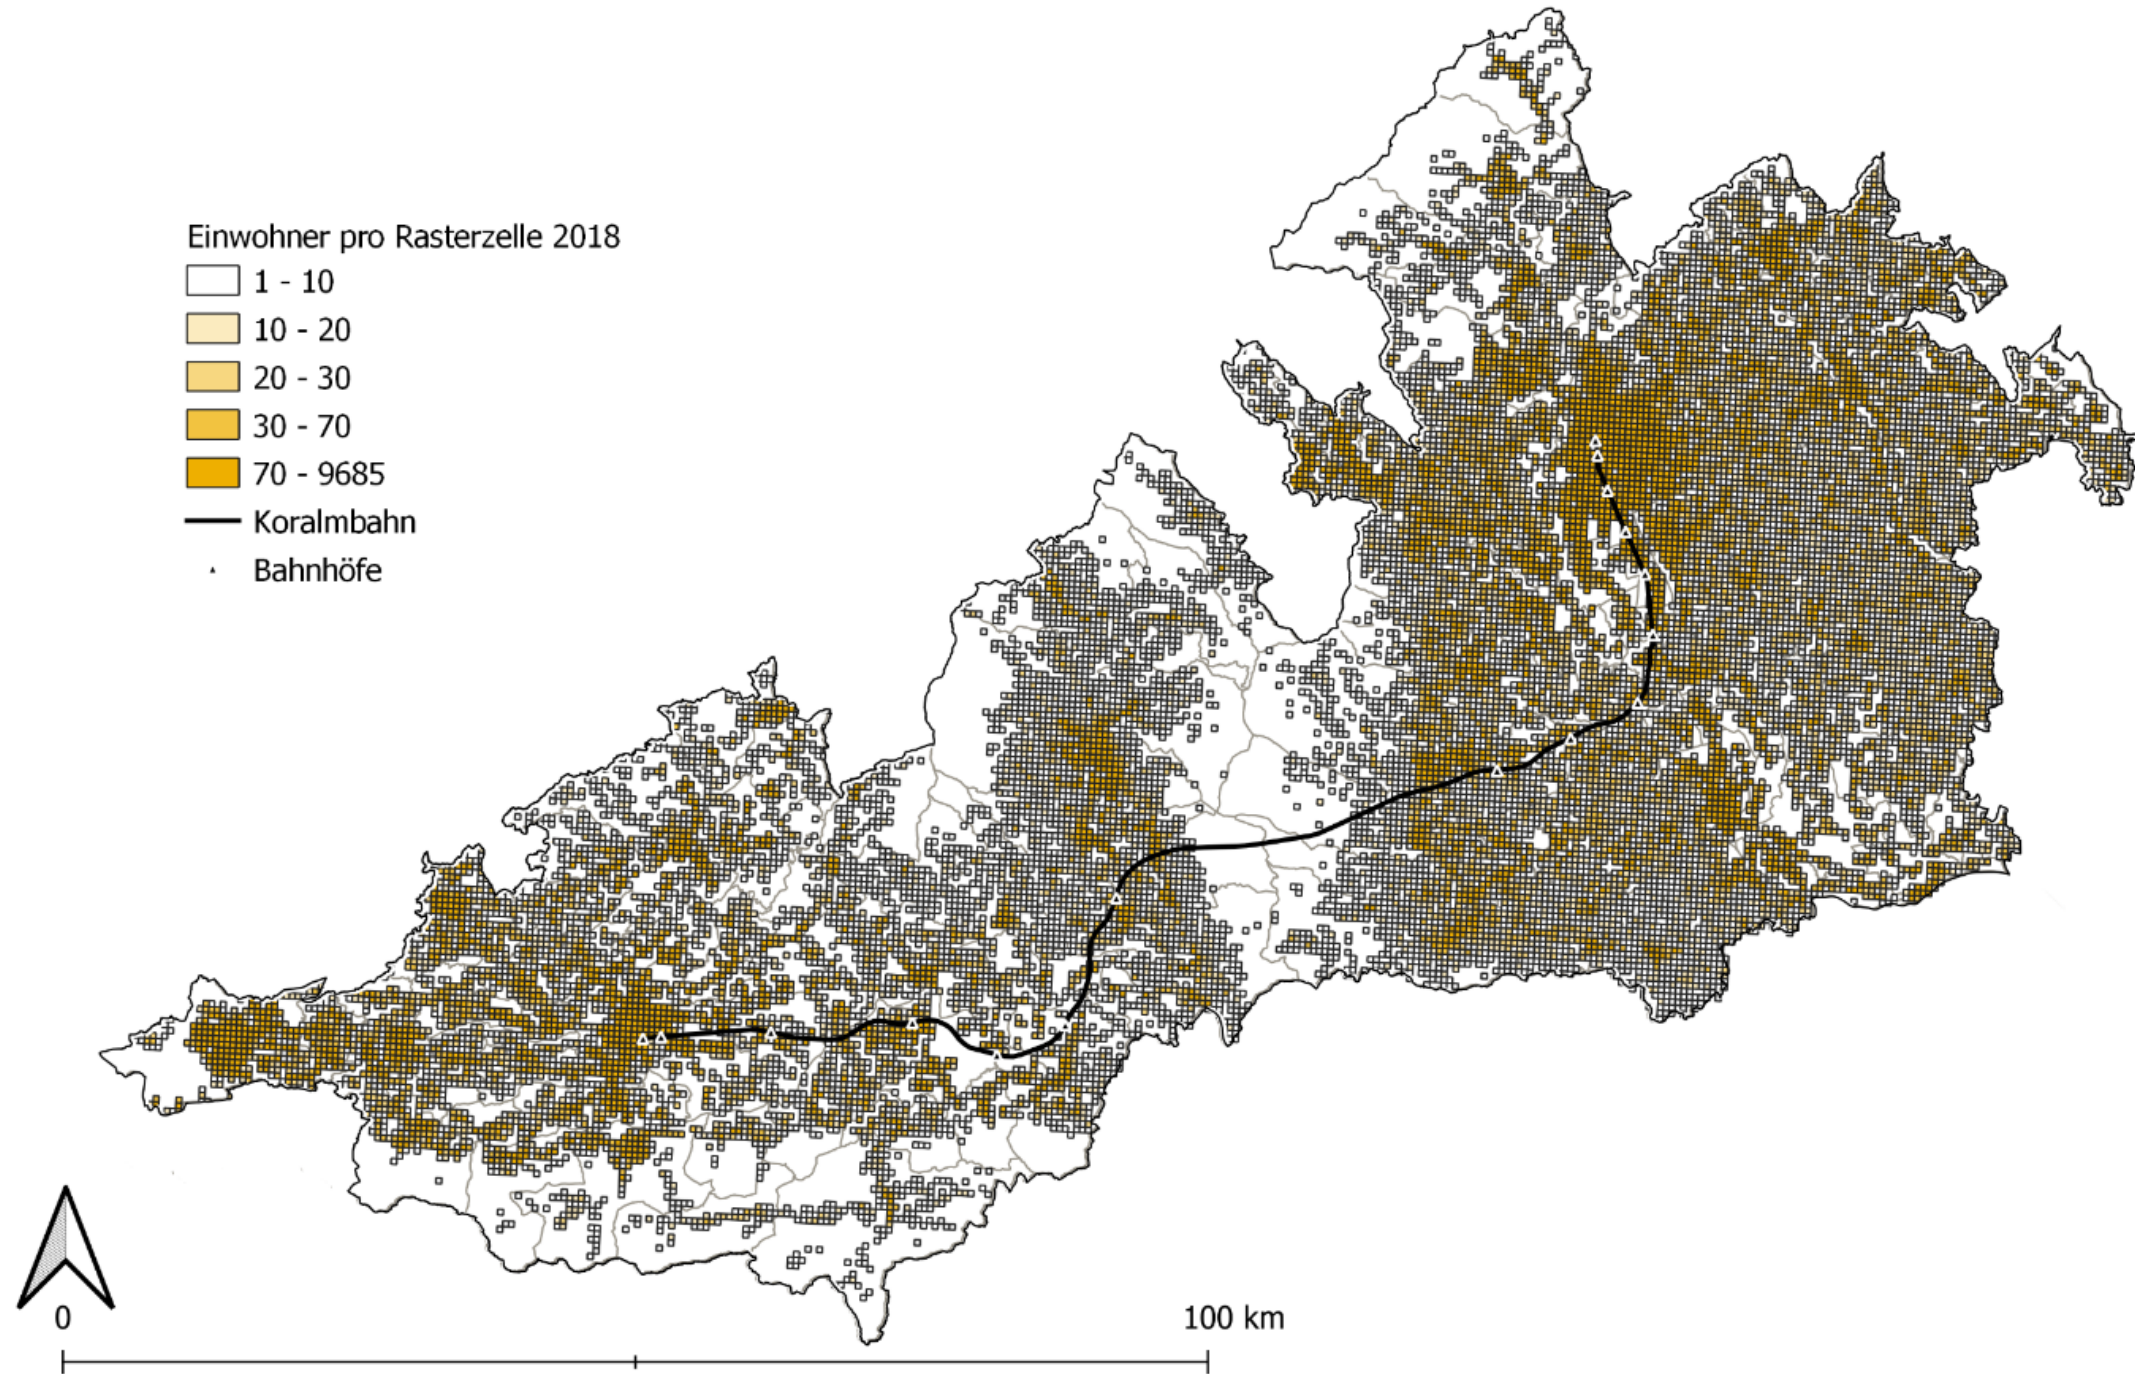 Einwohner pro Rasterzelle 2018
1 - 10
10 - 20
20 - 30
30 - 70
70 - 9685
Koralmbahn
Bahnhöfe
0
100 km